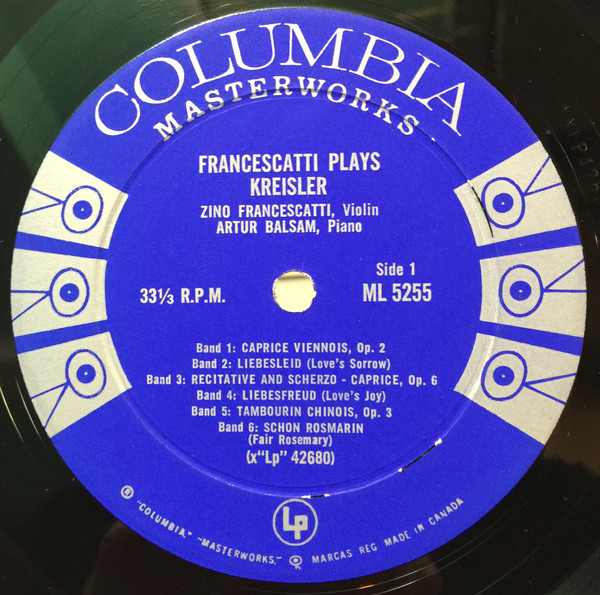 COLUMBIA
MASTERWORKS
FRANCESCATTI PLAYS
KREISLER
ZINO FRANCESCATTI, Violin
ARTUR BALSAM, Piano
33⅓ R.P.M.
Side 1
ML 5255
Band 1: CAPRICE VIENNOIS, Op. 2
Band 2: LIEBESLEID (Love's Sorrow)
Band 3: RECITATIVE AND SCHERZO - CAPRICE, Op. 6
Band 4: LIEBESFREUD (Love's Joy)
Band 5: TAMBOURIN CHINOIS, Op. 3
Band 6: SCHON ROSMARIN
(Fair Rosemary)
(x"Lp" 42680)
Lp
"COLUMBIA," "MASTERWORKS," MARCAS REG MADE IN CANADA